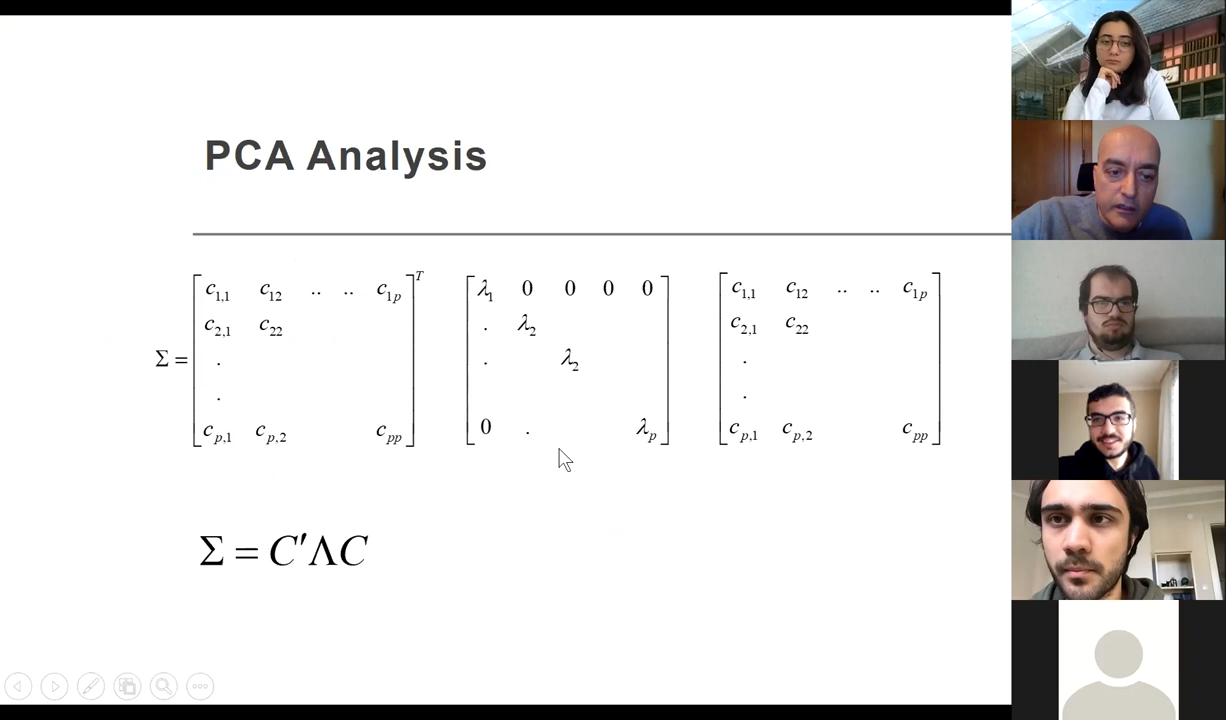 PCA Analysis
Σ = [ c1,1 c12 .. .. c1p ]T [ λ1 0 0 0 0 ] [ c1,1 c12 .. .. c1p ]
c2,1 c22 . λ2 c2,1 c22
. . λ2 .
. .
cp,1 cp,2 cpp 0 . λp cp,1 cp,2 cpp
Σ = C′ΛC